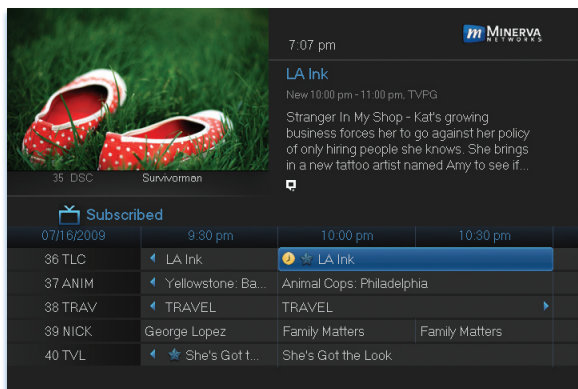 7:07 pm
m MINERVA
NETWORKS
LA Ink
New 10:00 pm - 11:00 pm, TVPG
Stranger In My Shop - Kat's growing
business forces her to go against her policy
of only hiring people she knows. She brings
in a new tattoo artist named Amy to see if...
35 DSC Survivorman
Subscribed
07/16/2009 9:30 pm 10:00 pm 10:30 pm
36 TLC LA Ink LA Ink
37 ANIM Yellowstone: Ba... Animal Cops: Philadelphia
38 TRAV TRAVEL TRAVEL
39 NICK George Lopez Family Matters Family Matters
40 TVL She's Got t... She's Got the Look